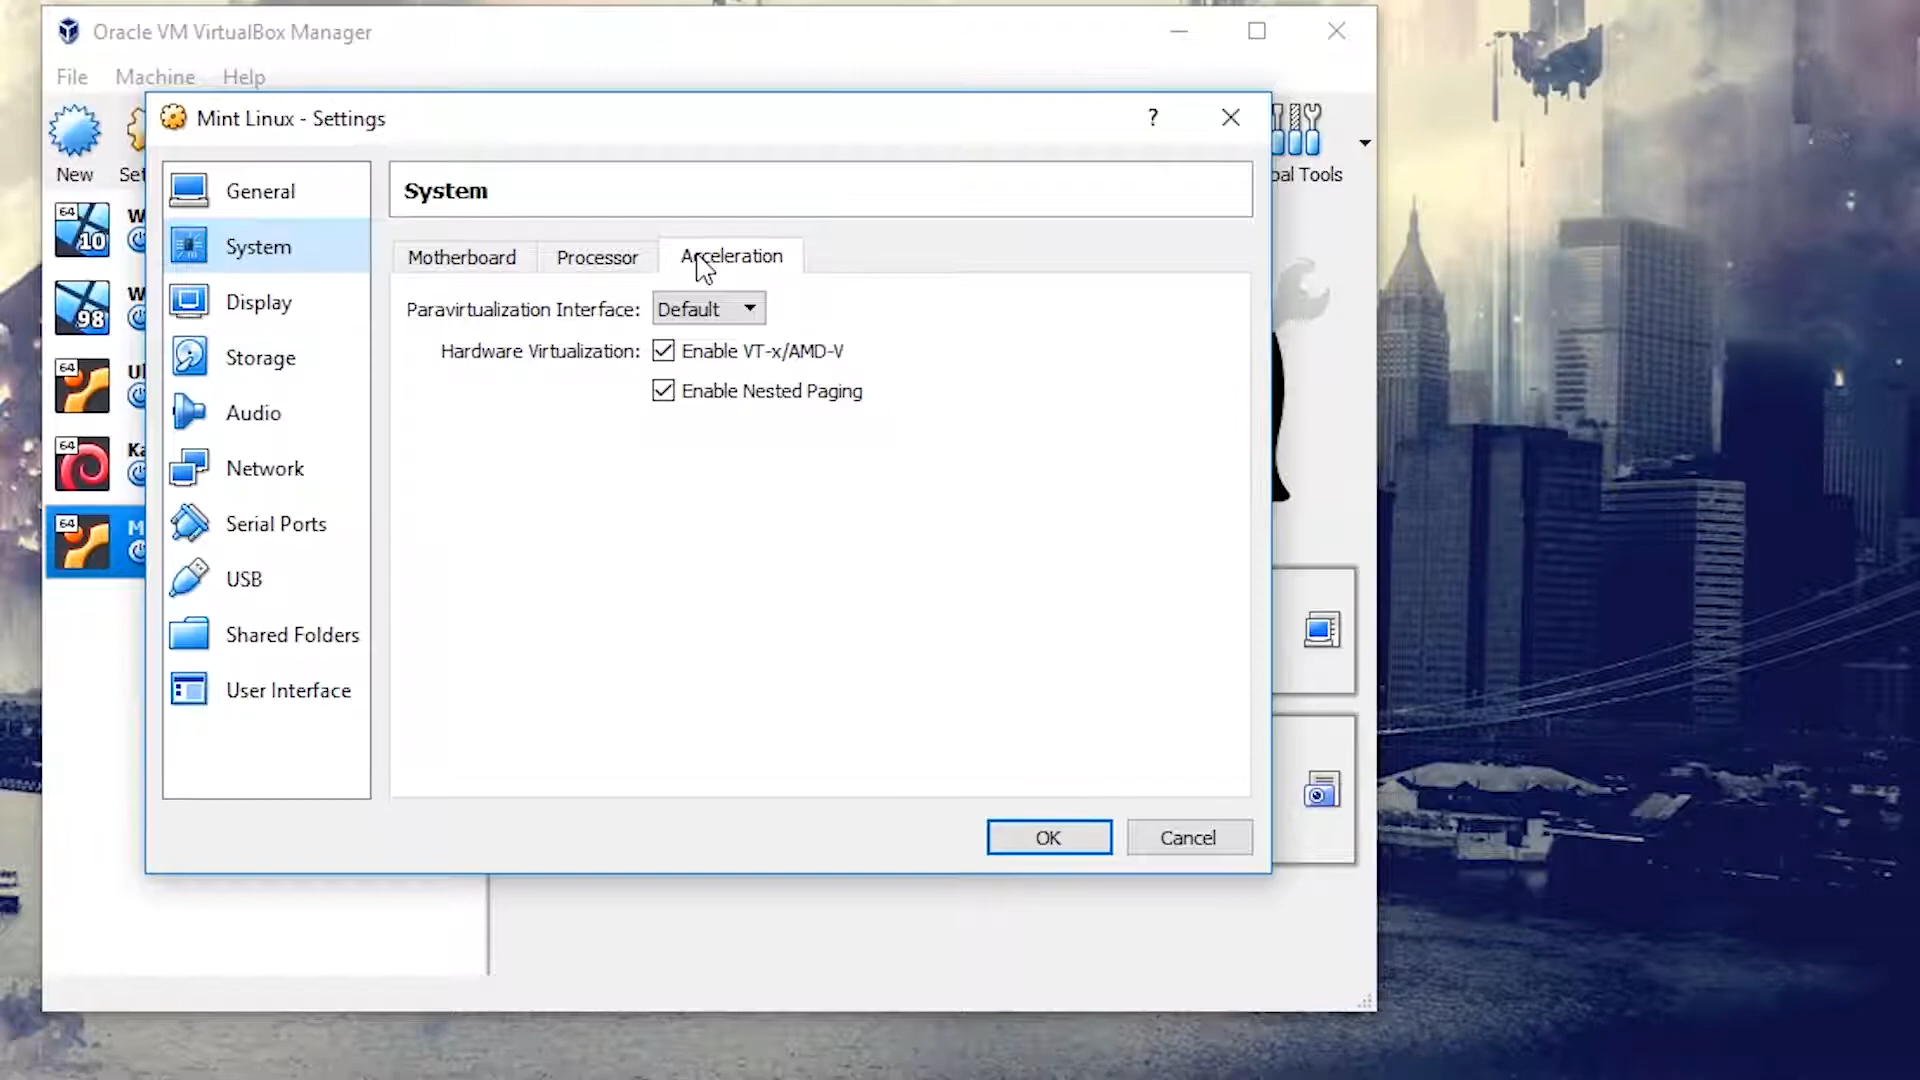 Oracle VM VirtualBox Manager
File Machine Help
Mint Linux - Settings ?
New
General
System
Display
Storage
Audio
Network
Serial Ports
USB
Shared Folders
User Interface
System
Motherboard Processor Acceleration
Paravirtualization Interface: Default
Hardware Virtualization: Enable VT-x/AMD-V
Enable Nested Paging
OK Cancel
Tools
64 10
98
64
64
64